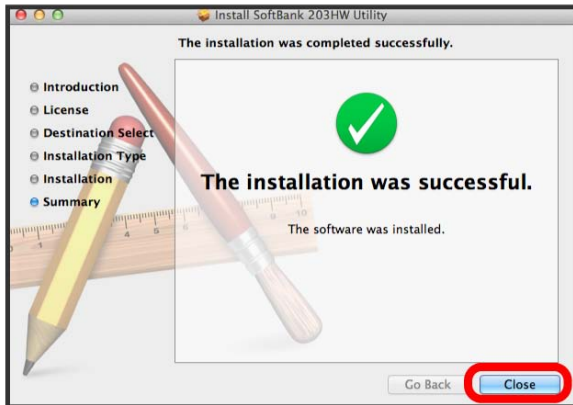 Install SoftBank 203HW Utility
The installation was completed successfully.
Introduction
License
Destination Select
Installation Type
Installation
Summary
The installation was successful.
The software was installed.
Go Back
Close